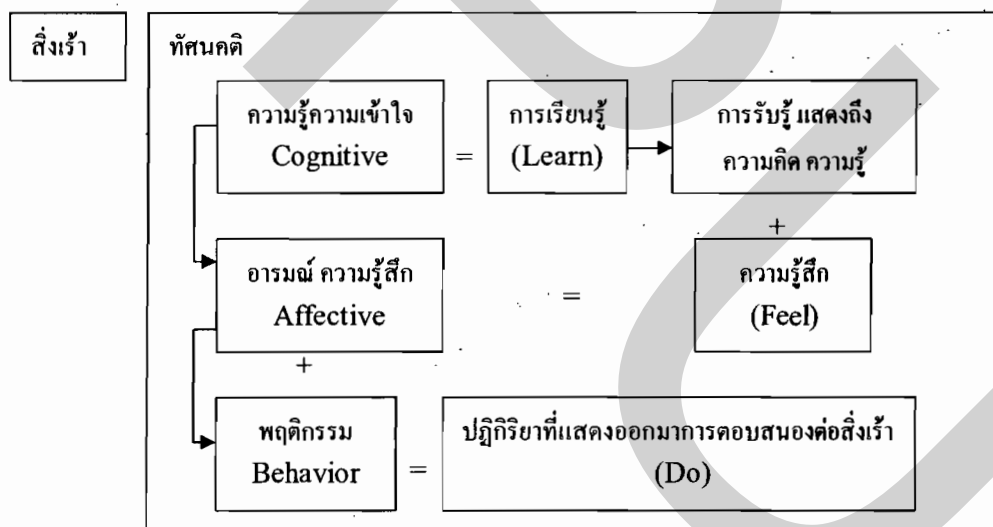 สิ่งเร้า
ทัศนคติ
ความรู้ความเข้าใจ
Cognitive
=
การเรียนรู้
(Learn)
การรับรู้ แสดงถึง
ความคิด ความรู้
+
อารมณ์ ความรู้สึก
Affective
=
ความรู้สึก
(Feel)
+
พฤติกรรม
Behavior
=
ปฏิกิริยาที่แสดงออกมาการตอบสนองต่อสิ่งเร้า
(Do)